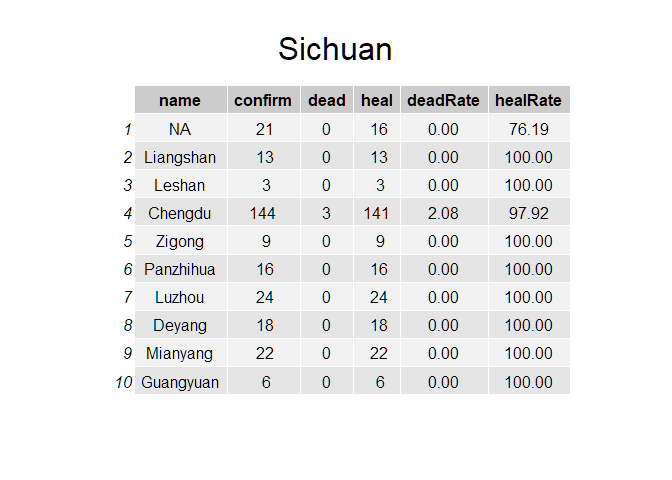 Sichuan
name confirm dead heal deadRate healRate
1 NA 21 0 16 0.00 76.19
2 Liangshan 13 0 13 0.00 100.00
3 Leshan 3 0 3 0.00 100.00
4 Chengdu 144 3 141 2.08 97.92
5 Zigong 9 0 9 0.00 100.00
6 Panzhihua 16 0 16 0.00 100.00
7 Luzhou 24 0 24 0.00 100.00
8 Deyang 18 0 18 0.00 100.00
9 Mianyang 22 0 22 0.00 100.00
10 Guangyuan 6 0 6 0.00 100.00